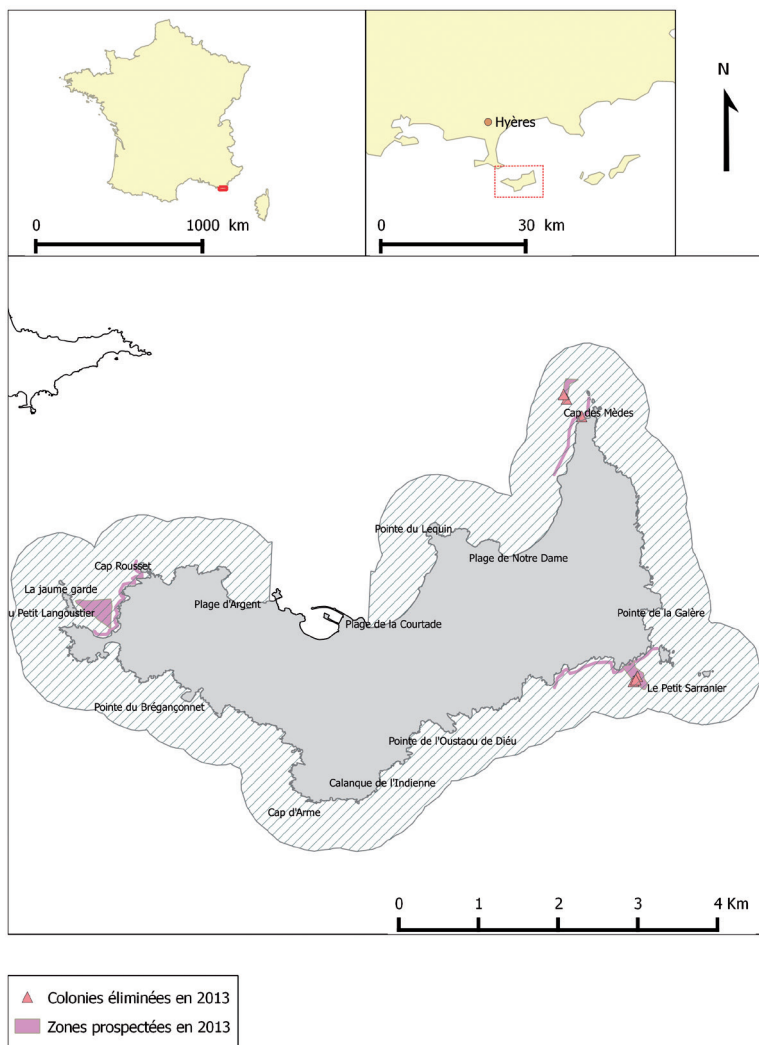 N
Hyères
0 1000 km
0 30 km
Cap des Mèdes
Pointe du Lequin
Plage de Notre Dame
Cap Rousset
La jaume garde
Plage d'Argent
u Petit Langoustier
Plage de la Courtade
Pointe de la Galère
Le Petit Sarranier
Pointe du Brégançonnet
Pointe de l'Oustaou de Diéu
Calanque de l'Indienne
Cap d'Arme
0 1 2 3 4 Km
Colonies éliminées en 2013
Zones prospectées en 2013